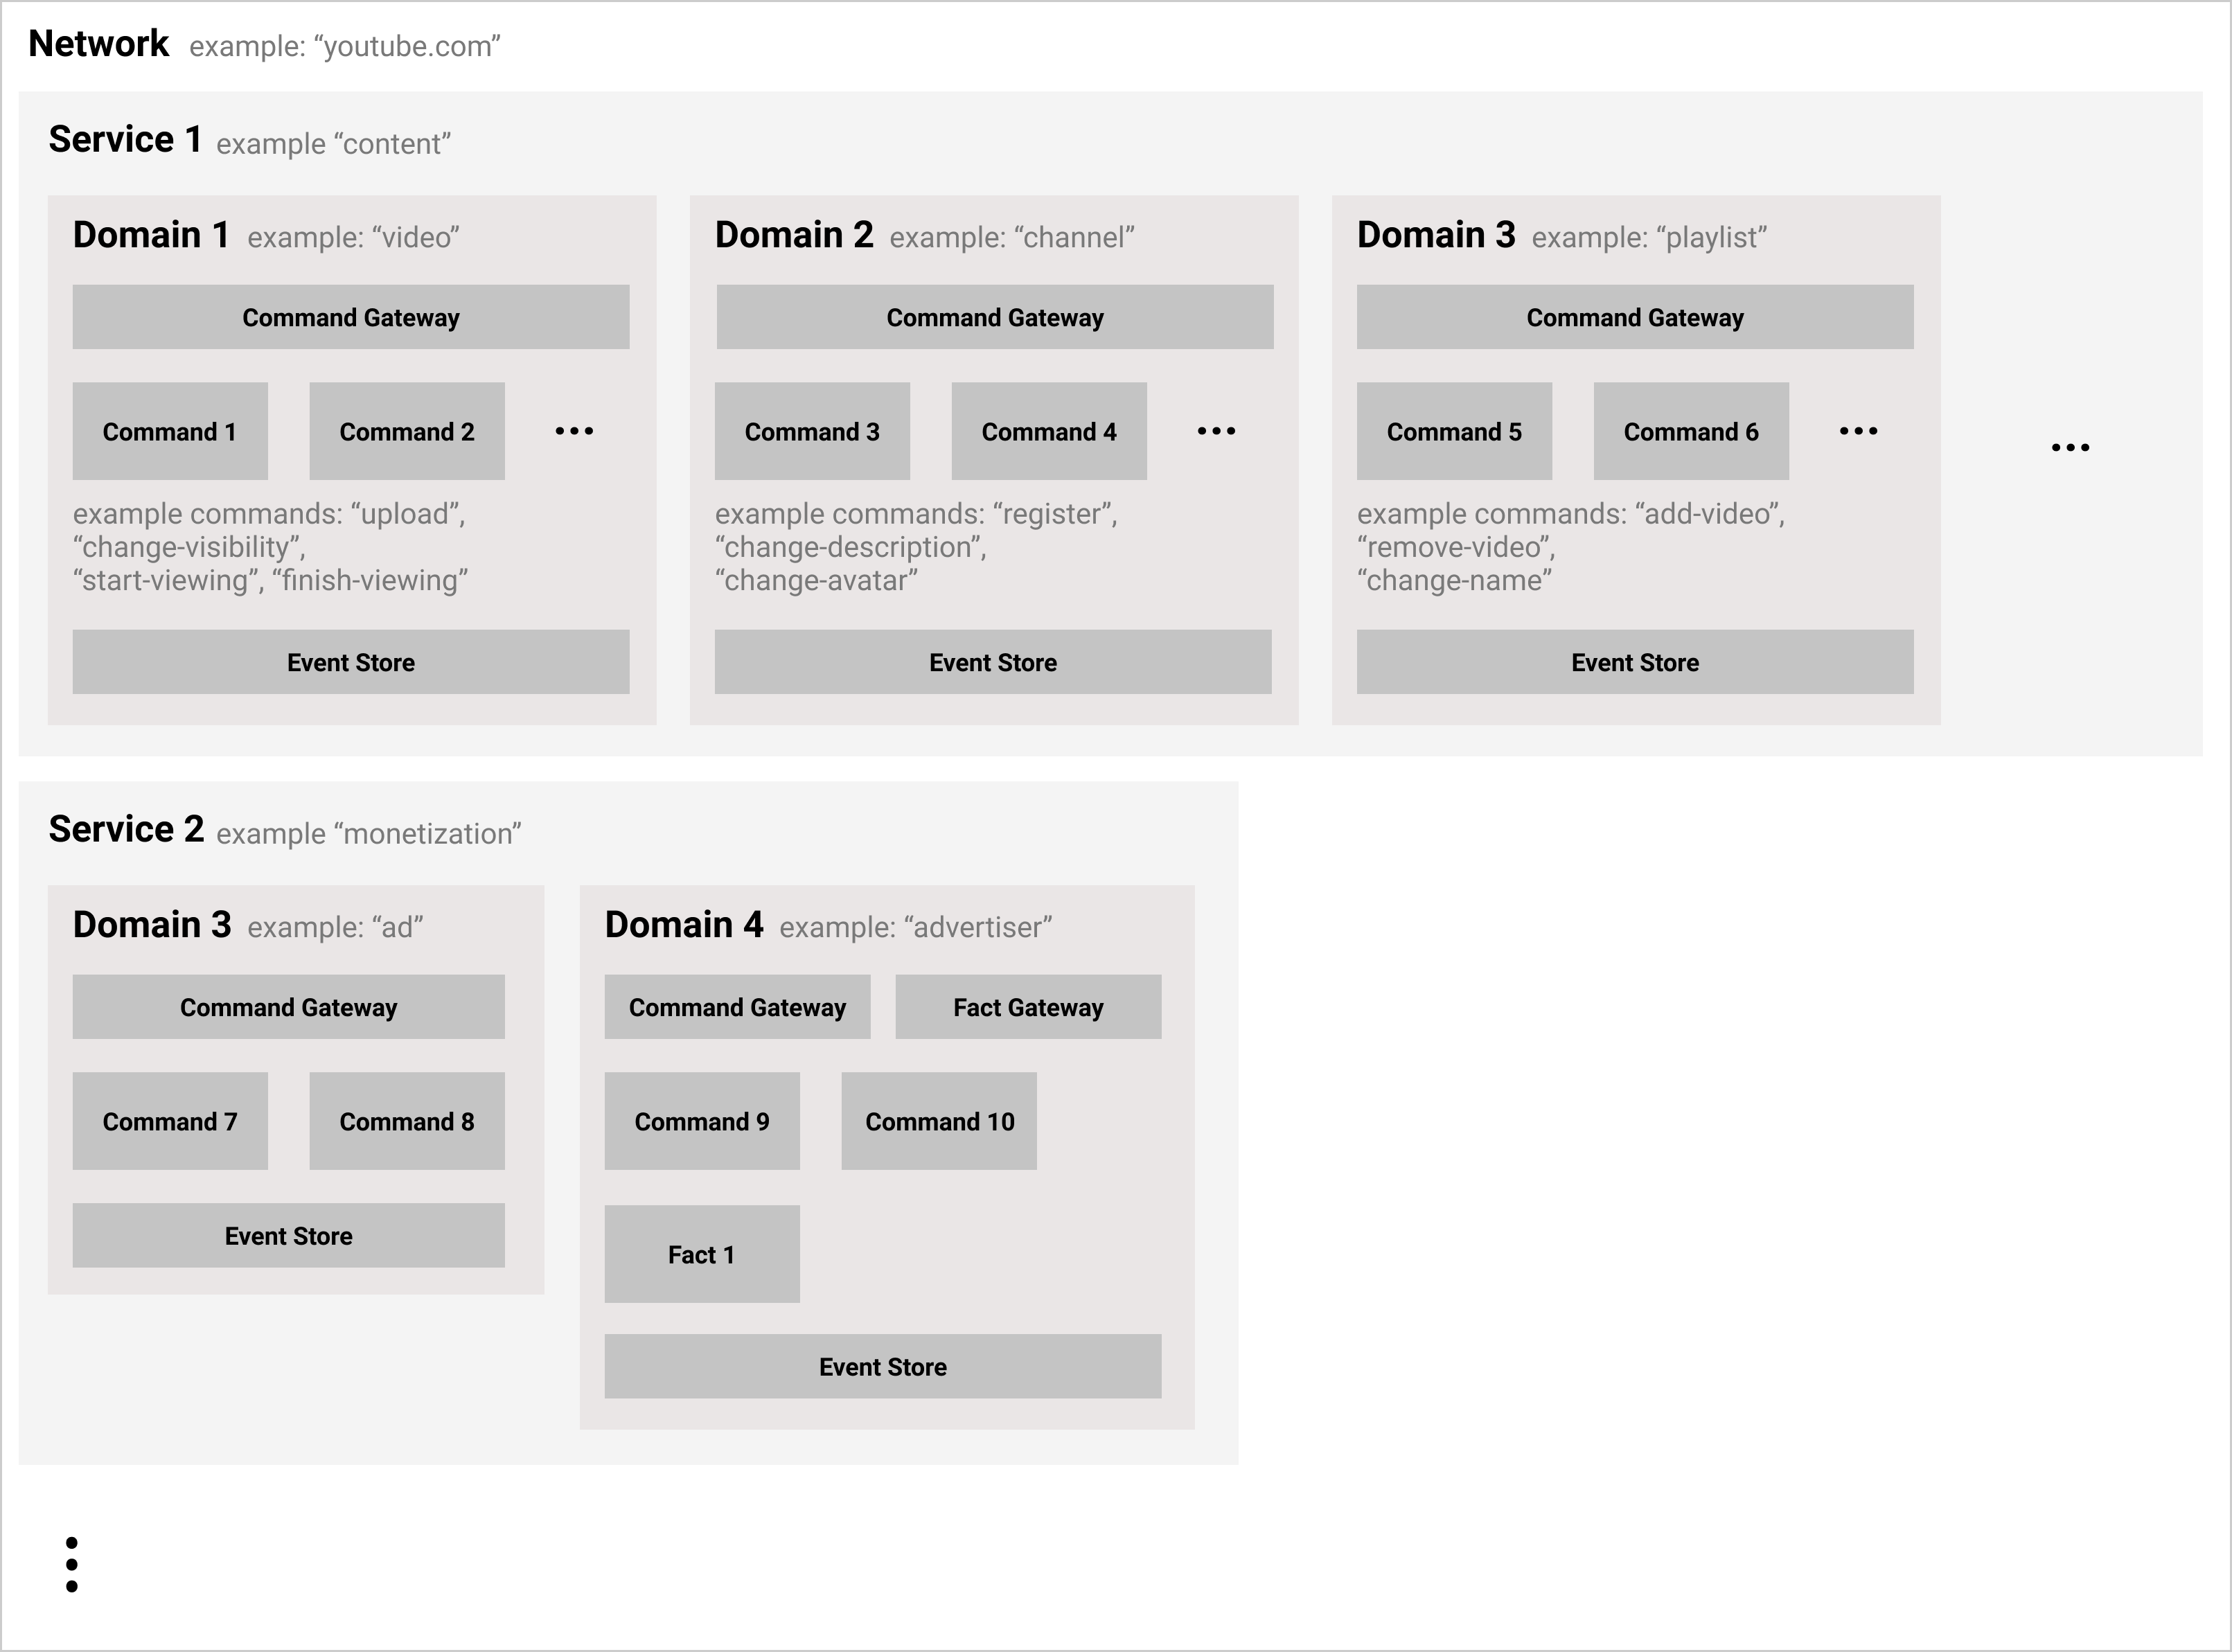 Network example: “youtube.com”
Service 1 example “content”
Domain 1 example: “video”
Command Gateway
Command 1 Command 2 ...
example commands: “upload”,
“change-visibility”,
“start-viewing”, “finish-viewing”
Event Store
Domain 2 example: “channel”
Command Gateway
Command 3 Command 4 ...
example commands: “register”,
“change-description”,
“change-avatar”
Event Store
Domain 3 example: “playlist”
Command Gateway
Command 5 Command 6 ...
example commands: “add-video”,
“remove-video”,
“change-name”
Event Store
...
Service 2 example “monetization”
Domain 3 example: “ad”
Command Gateway
Command 7 Command 8
Event Store
Domain 4 example: “advertiser”
Command Gateway Fact Gateway
Command 9 Command 10
Fact 1
Event Store